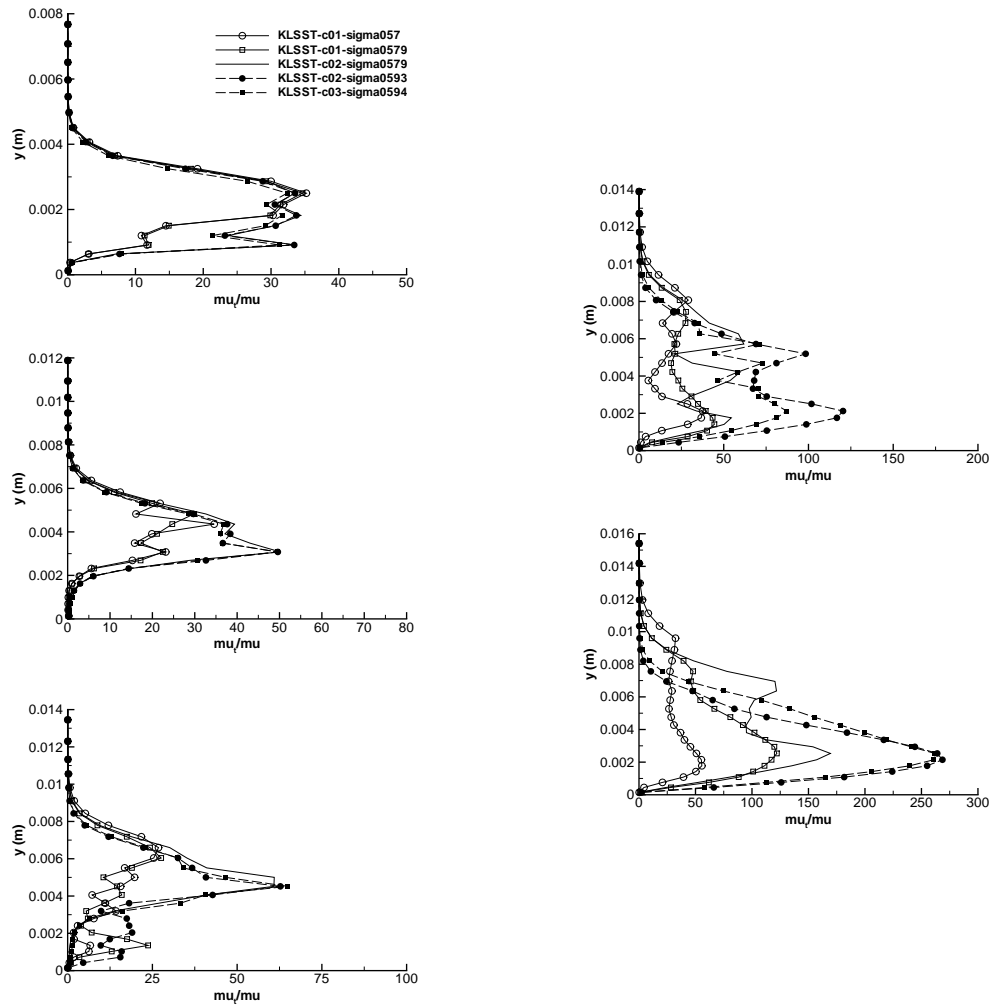 0.008
KLSST-c01-sigma057
KLSST-c01-sigma0579
KLSST-c02-sigma0579
KLSST-c02-sigma0593
KLSST-c03-sigma0594
0.006
y (m)
0.004
0.002
0
0 10 20 30 40 50
mu_t/mu
0.012
0.01
0.008
y (m)
0.006
0.004
0.002
0
0 10 20 30 40 50 60 70 80
mu_t/mu
0.014
0.012
0.01
0.008
y (m)
0.006
0.004
0.002
0
0 25 50 75 100
mu_t/mu
0.014
0.012
0.01
0.008
y (m)
0.006
0.004
0.002
0
0 50 100 150 200
mu_t/mu
0.016
0.014
0.012
0.01
y (m)
0.008
0.006
0.004
0.002
0
0 50 100 150 200 250 300
mu_t/mu